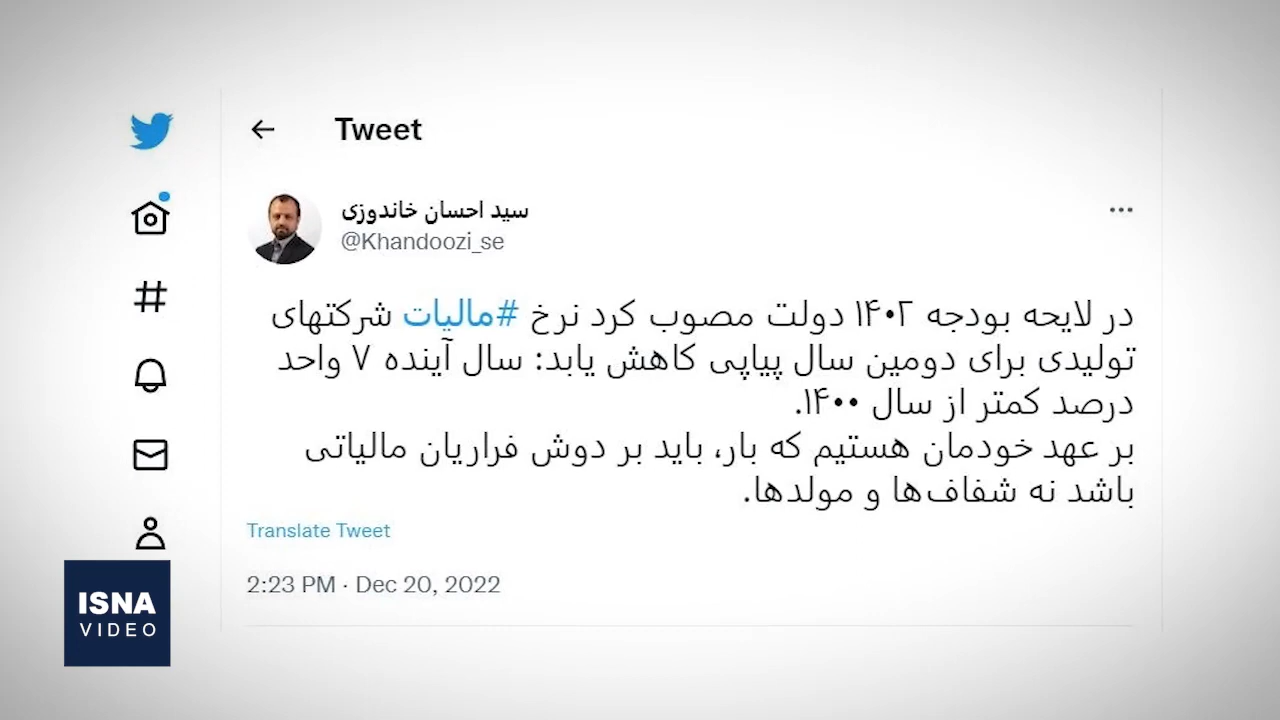 Tweet
سید احسان خاندوزی
@Khandoozi_se
در لایحه بودجه ۱۴۰۲ دولت مصوب کرد نرخ #مالیات شرکتهای
تولیدی برای دومین سال پیاپی کاهش یابد: سال آینده ۷ واحد
درصد کمتر از سال ۱۴۰۰.
بر عهد خودمان هستیم که بار، باید بر دوش فراریان مالیاتی
باشد نه شفاف‌ها و مولدها.
Translate Tweet
2:23 PM · Dec 20, 2022
ISNA
VIDEO